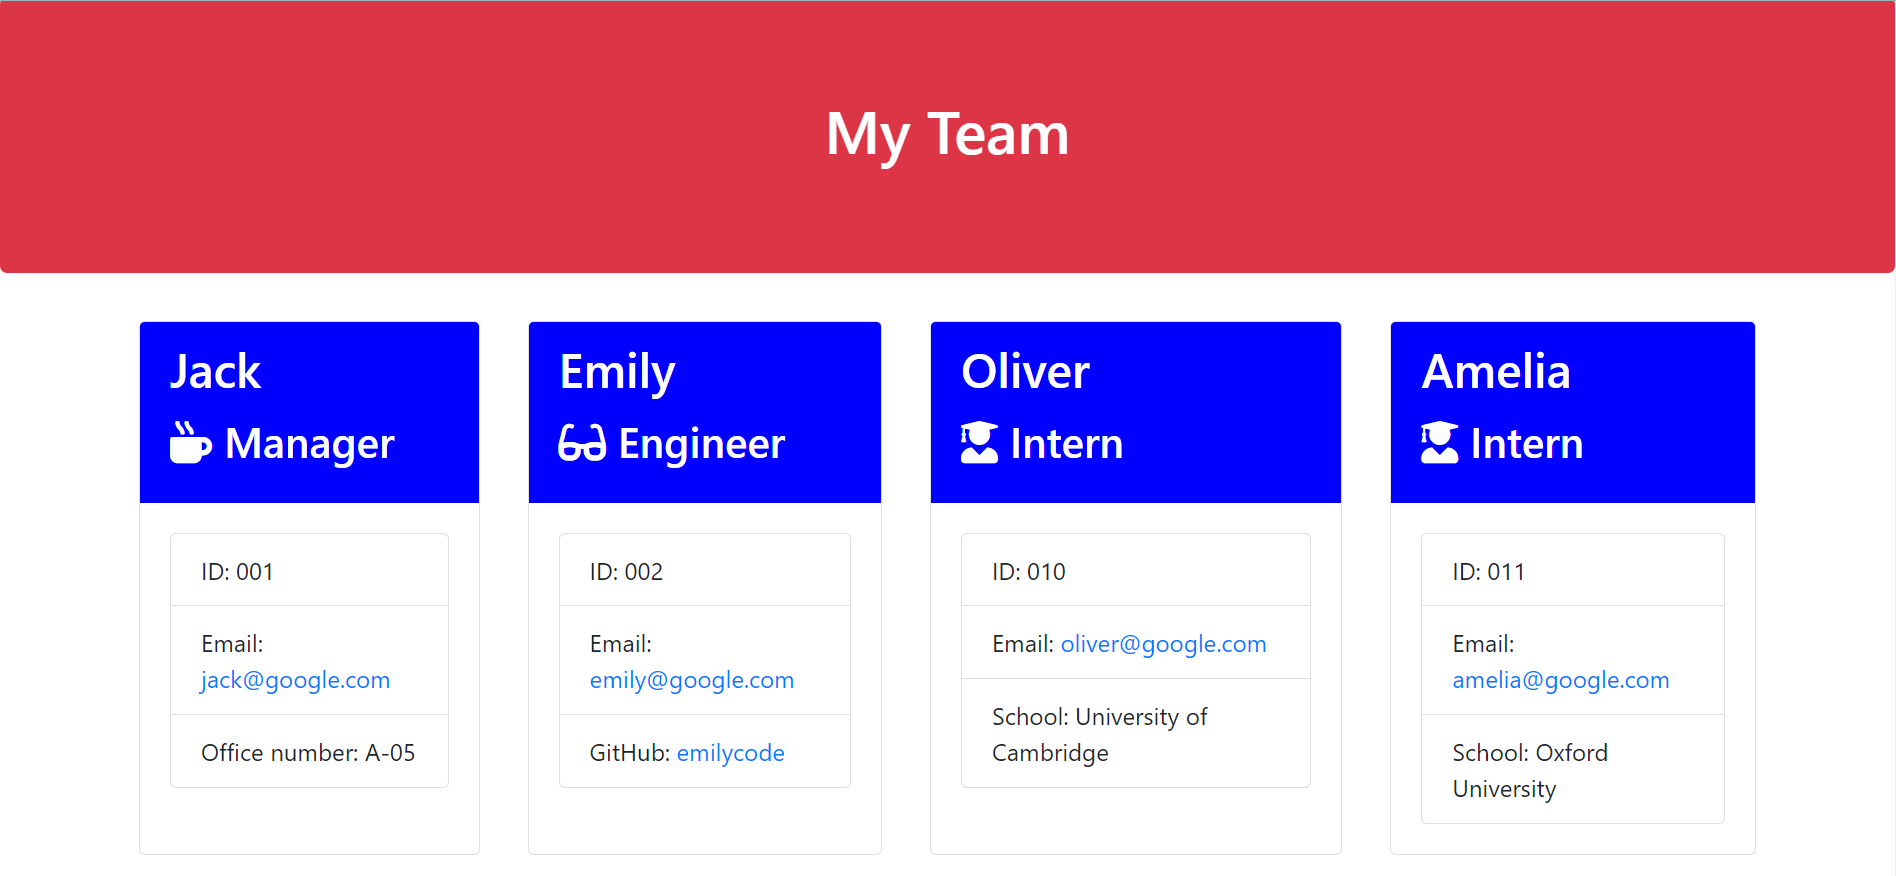 My Team
Jack
Manager
ID: 001
Email:
jack@google.com
Office number: A-05
Emily
Engineer
ID: 002
Email:
emily@google.com
GitHub: emilycode
Oliver
Intern
ID: 010
Email: oliver@google.com
School: University of
Cambridge
Amelia
Intern
ID: 011
Email:
amelia@google.com
School: Oxford
University